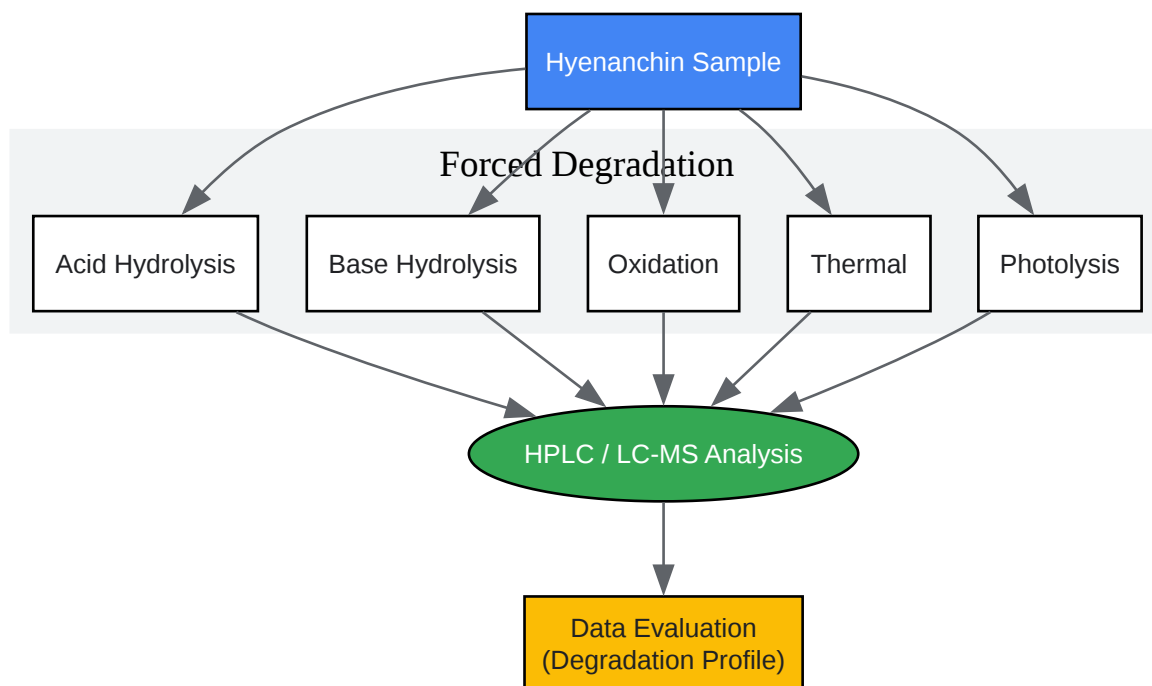 Hyenanchin Sample
Forced Degradation
Acid Hydrolysis
Base Hydrolysis
Oxidation
Thermal
Photolysis
HPLC / LC-MS Analysis
Data Evaluation
(Degradation Profile)